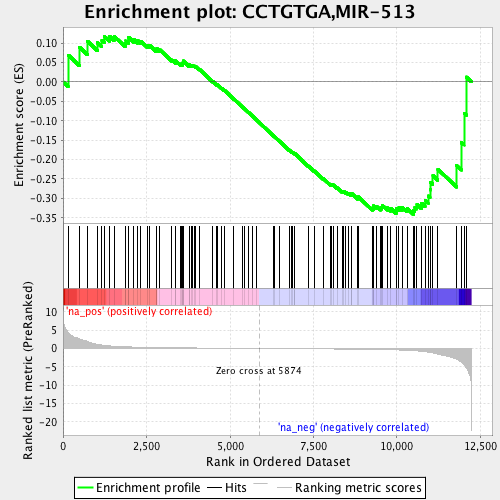 Enrichment plot: CCTGTGA,MIR-513
Enrichment score (ES)
0.10
0.05
0.00
-0.05
-0.10
-0.15
-0.20
-0.25
-0.30
-0.35
'na_pos' (positively correlated)
Ranked list metric (PreRanked)
10
5
0
-5
-10
-15
-20
Zero cross at 5874
'na_neg' (negatively correlated)
0
2,500
5,000
7,500
10,000
12,500
Rank in Ordered Dataset
Enrichment profile
Hits
Ranking metric scores